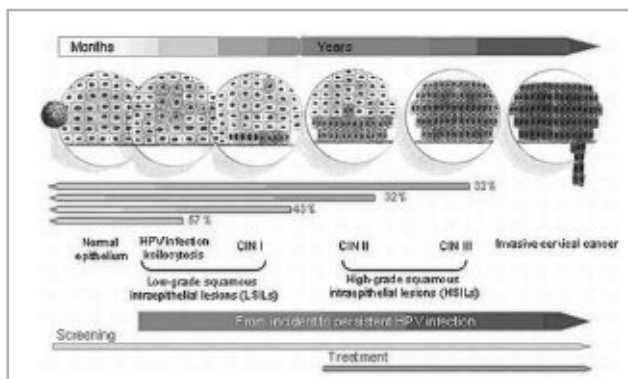 Months Years
33%
32%
43%
57%
Normal epithelium
HPV infection koilocytosis
CIN I
CIN II
CIN III
Invasive cervical cancer
Low-grade squamous
intraepithelial lesions (LSILs)
High-grade squamous
intraepithelial lesions (HSILs)
From incident to persistent HPV infection
Screening
Treatment